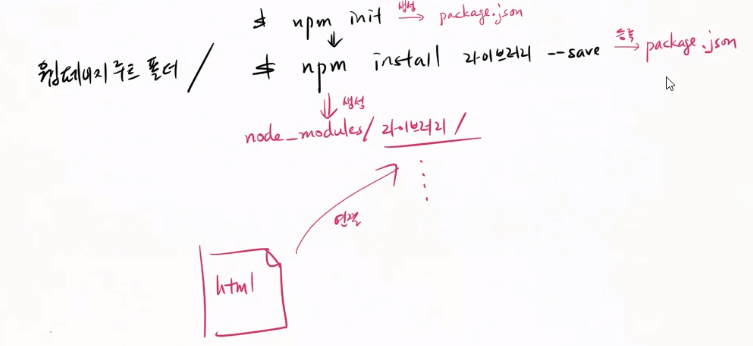 $ npm init 생성 → package.json
웹페이지 루트 폴더 / $ npm install 라이브러리 --save 등록 → package.json
생성
node_modules/라이브러리/
연결
html